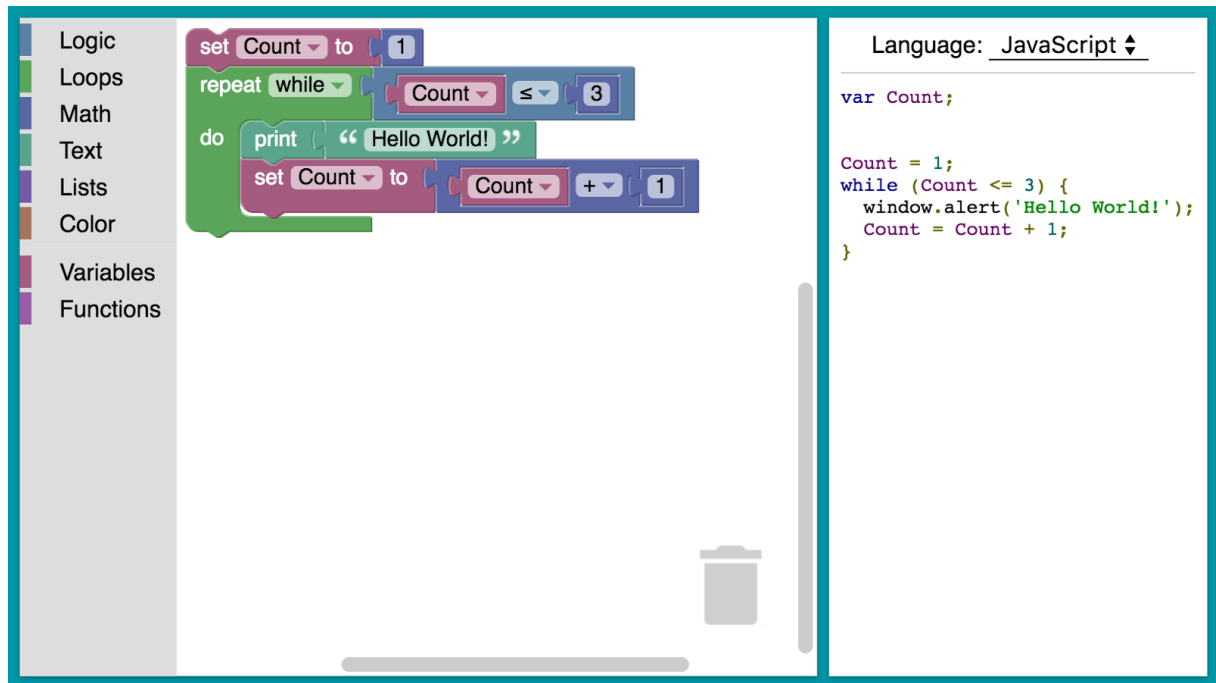 Logic
Loops
Math
Text
Lists
Color
Variables
Functions
set Count to 1
repeat while Count ≤ 3
do print “ Hello World! ”
set Count to Count + 1
Language: JavaScript
var Count;
Count = 1;
while (Count <= 3) {
  window.alert('Hello World!');
  Count = Count + 1;
}